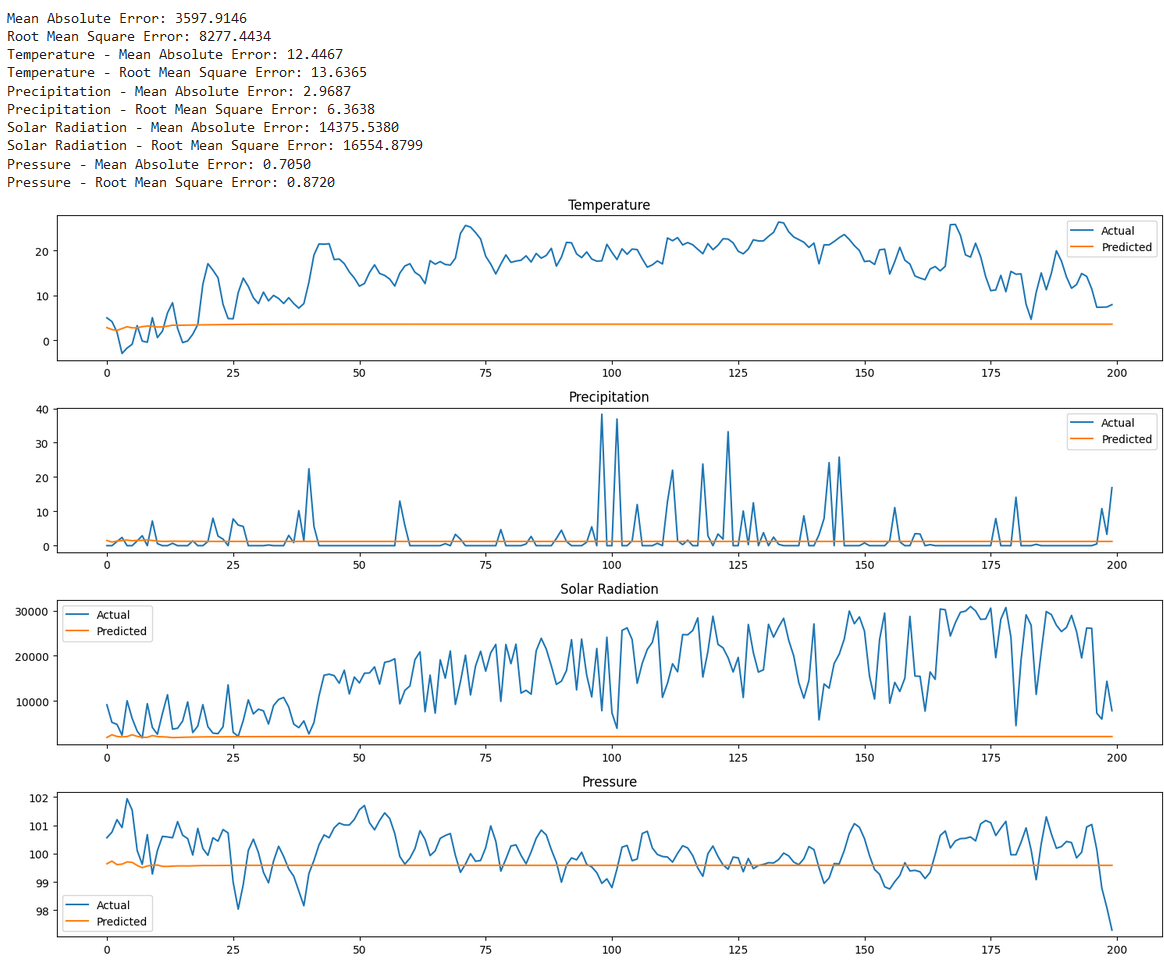 Mean Absolute Error: 3597.9146
Root Mean Square Error: 8277.4434
Temperature - Mean Absolute Error: 12.4467
Temperature - Root Mean Square Error: 13.6365
Precipitation - Mean Absolute Error: 2.9687
Precipitation - Root Mean Square Error: 6.3638
Solar Radiation - Mean Absolute Error: 14375.5380
Solar Radiation - Root Mean Square Error: 16554.8799
Pressure - Mean Absolute Error: 0.7050
Pressure - Root Mean Square Error: 0.8720
Temperature
Actual
Predicted
20
10
0
0 25 50 75 100 125 150 175 200
Precipitation
Actual
Predicted
40
30
20
10
0
0 25 50 75 100 125 150 175 200
Solar Radiation
Actual
Predicted
30000
20000
10000
0 25 50 75 100 125 150 175 200
Pressure
102
101
100
99
98
Actual
Predicted
0 25 50 75 100 125 150 175 200